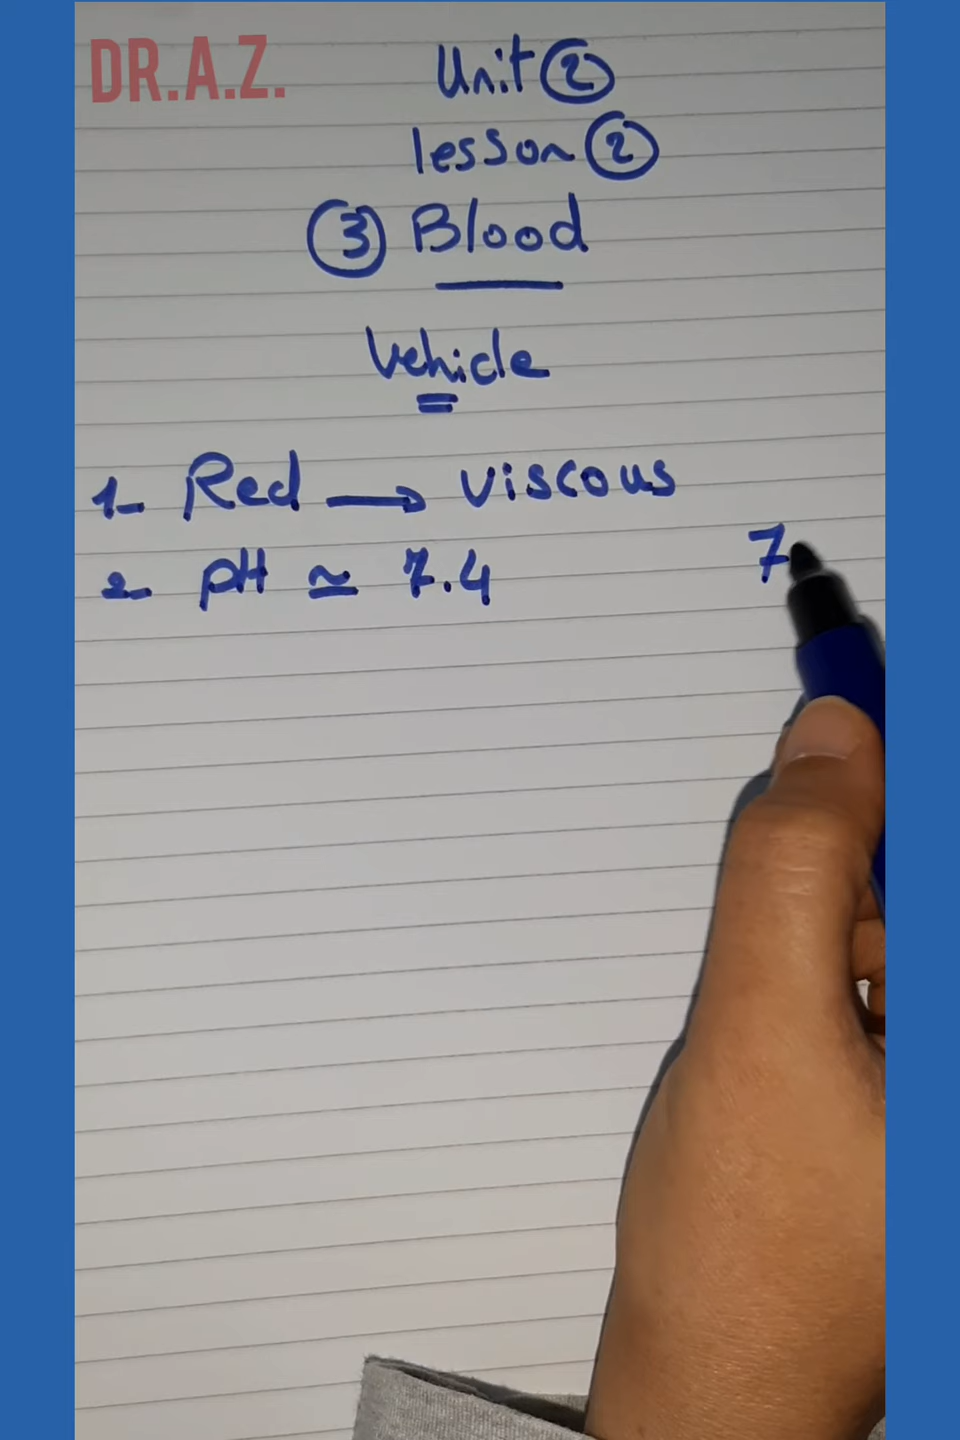 DR.A.Z.
Unit 2
lesson 2
3 Blood
Vehicle
1- Red → viscous
2- pH ≃ 7.4 7